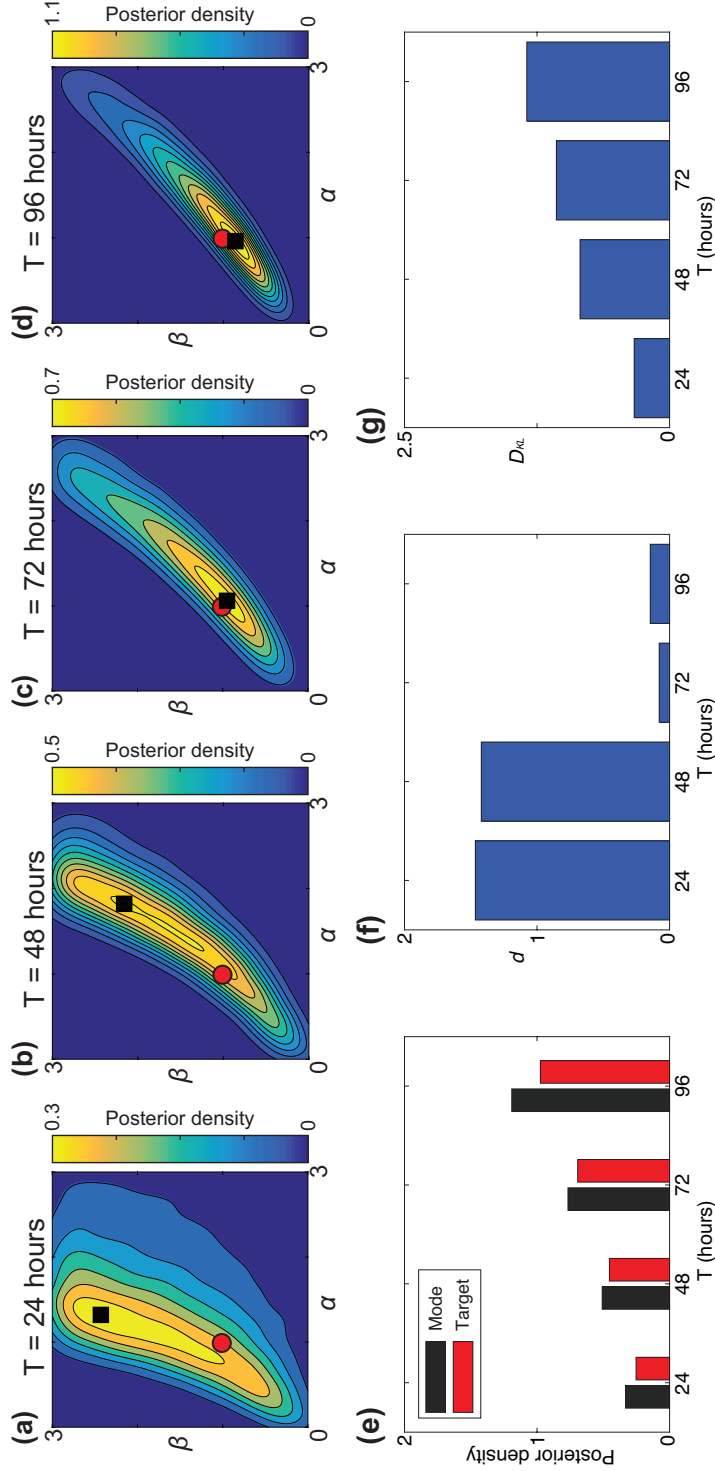 (a)
T = 24 hours
3
β
0
α
3
0.3
Posterior density
0
(b)
T = 48 hours
3
β
0
α
3
0.5
Posterior density
0
(c)
T = 72 hours
3
β
0
α
3
0.7
Posterior density
0
(d)
T = 96 hours
3
β
0
α
3
1.1
Posterior density
0
(e)
Mode
Target
2
1
0
Posterior density
24 48 72 96
T (hours)
(f)
2
d
1
0
24 48 72 96
T (hours)
(g)
2.5
D_KL
0
24 48 72 96
T (hours)